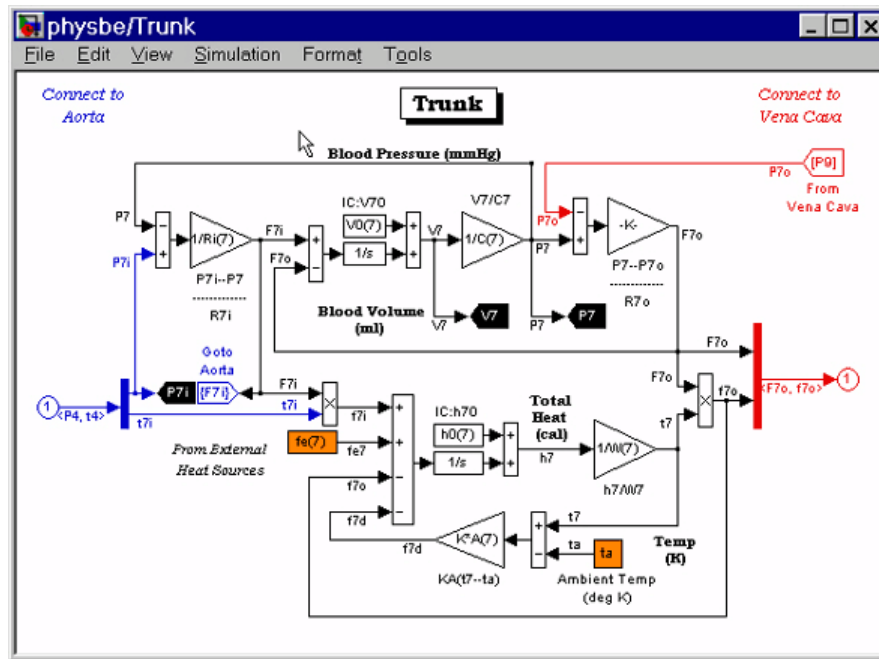 physbe/Trunk
File Edit View Simulation Format Tools
Connect to
Aorta
Trunk
Connect to
Vena Cava
Blood Pressure (mmHg)
P7o
[P9]
From
Vena Cava
IC:V70
V7/C7
P7
P7i
1/Ri(7)
F7i
F7o
V0(7)
1/s
V7
1/C(7)
P7o
P7
-K-
F7o
P7i--P7
R7i
P7--P7o
R7o
Blood Volume
(ml)
V7
V7
P7
P7
Goto
Aorta
F7o
1
<P4, t4>
P7i
[F7i]
F7i
t7i
t7i
f7i
F7o
t7
f7o
<F7o, f7o>
1
From External
Heat Sources
fe(7)
fe7
f7o
f7d
IC:h70
h0(7)
1/s
Total
Heat
(cal)
h7
1/W(7)
h7/W7
f7d
K*A(7)
KA(t7--ta)
t7
ta
ta
Temp
(K)
Ambient Temp
(deg K)